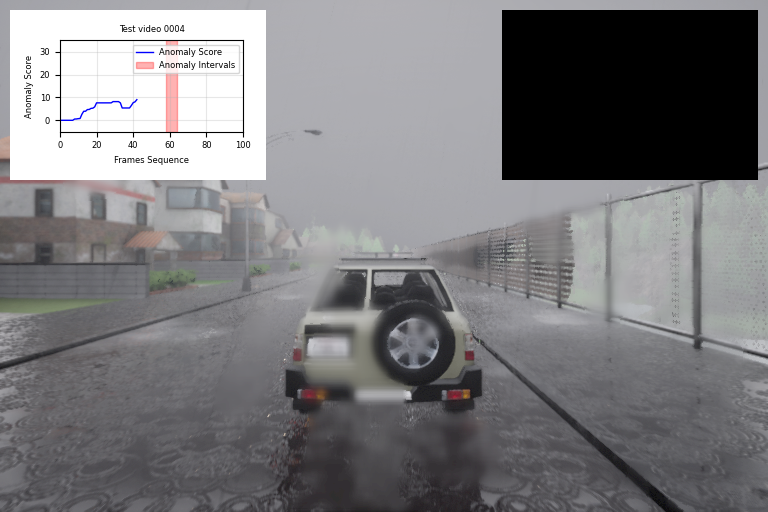 Test video 0004
Anomaly Score
Anomaly Intervals
Anomaly Score
30
20
10
0
0 20 40 60 80 100
Frames Sequence